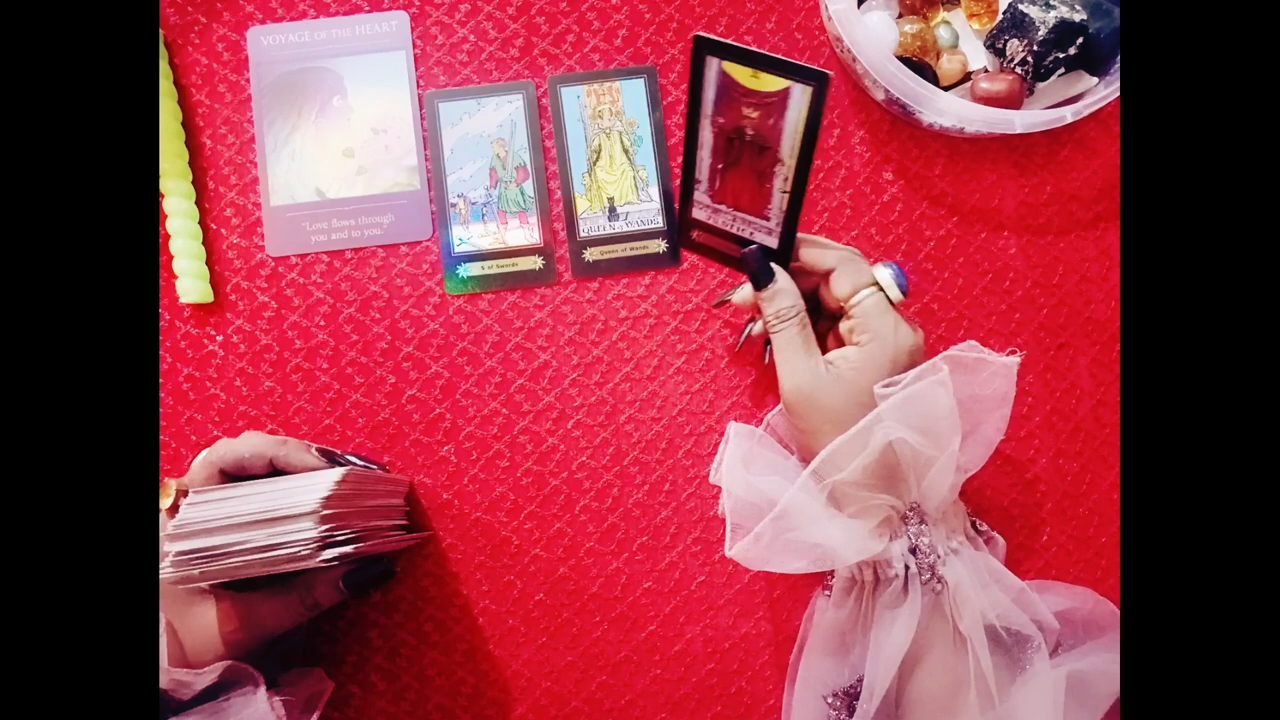 VOYAGE OF THE HEART
"Love flows through
you and to you."
5 of Swords
QUEEN of WANDS.
Queen of Wands